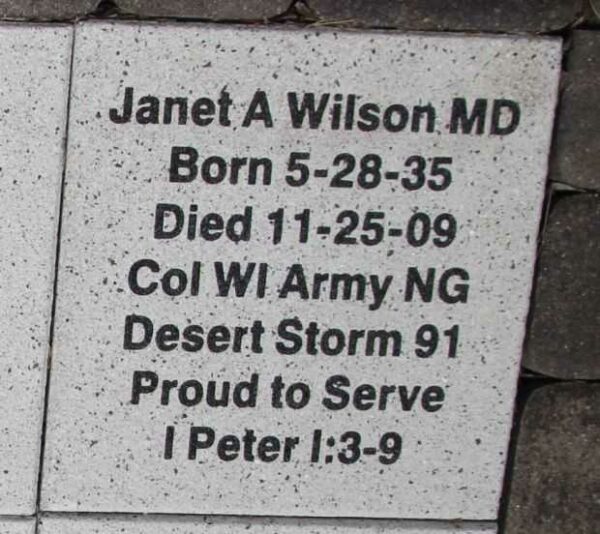 Janet A Wilson MD
Born 5-28-35
Died 11-25-09
Col WI Army NG
Desert Storm 91
Proud to Serve
I Peter I:3-9